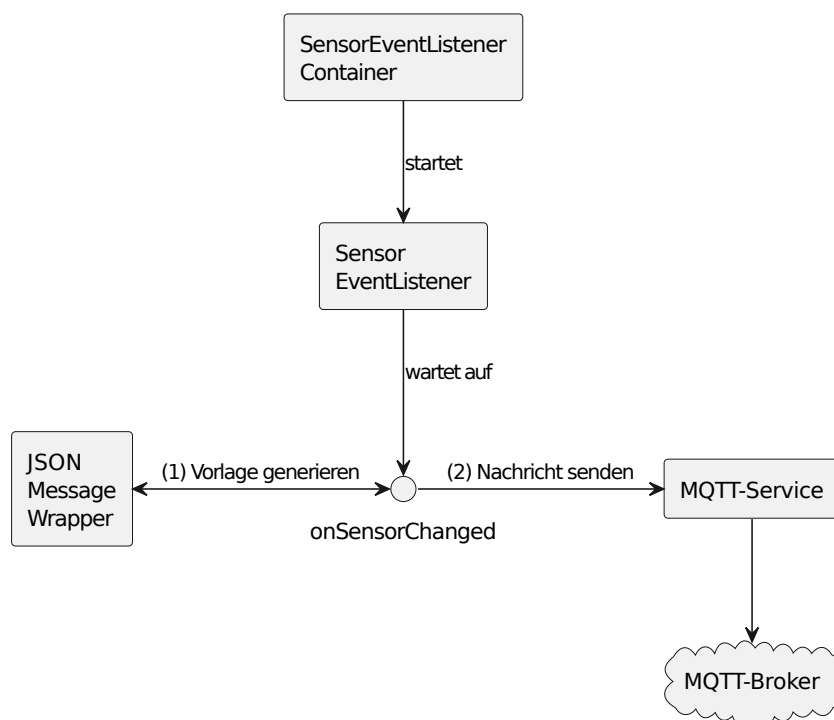 SensorEventListener
Container
startet
Sensor
EventListener
wartet auf
JSON
Message
Wrapper
(1) Vorlage generieren
(2) Nachricht senden
MQTT-Service
onSensorChanged
MQTT-Broker